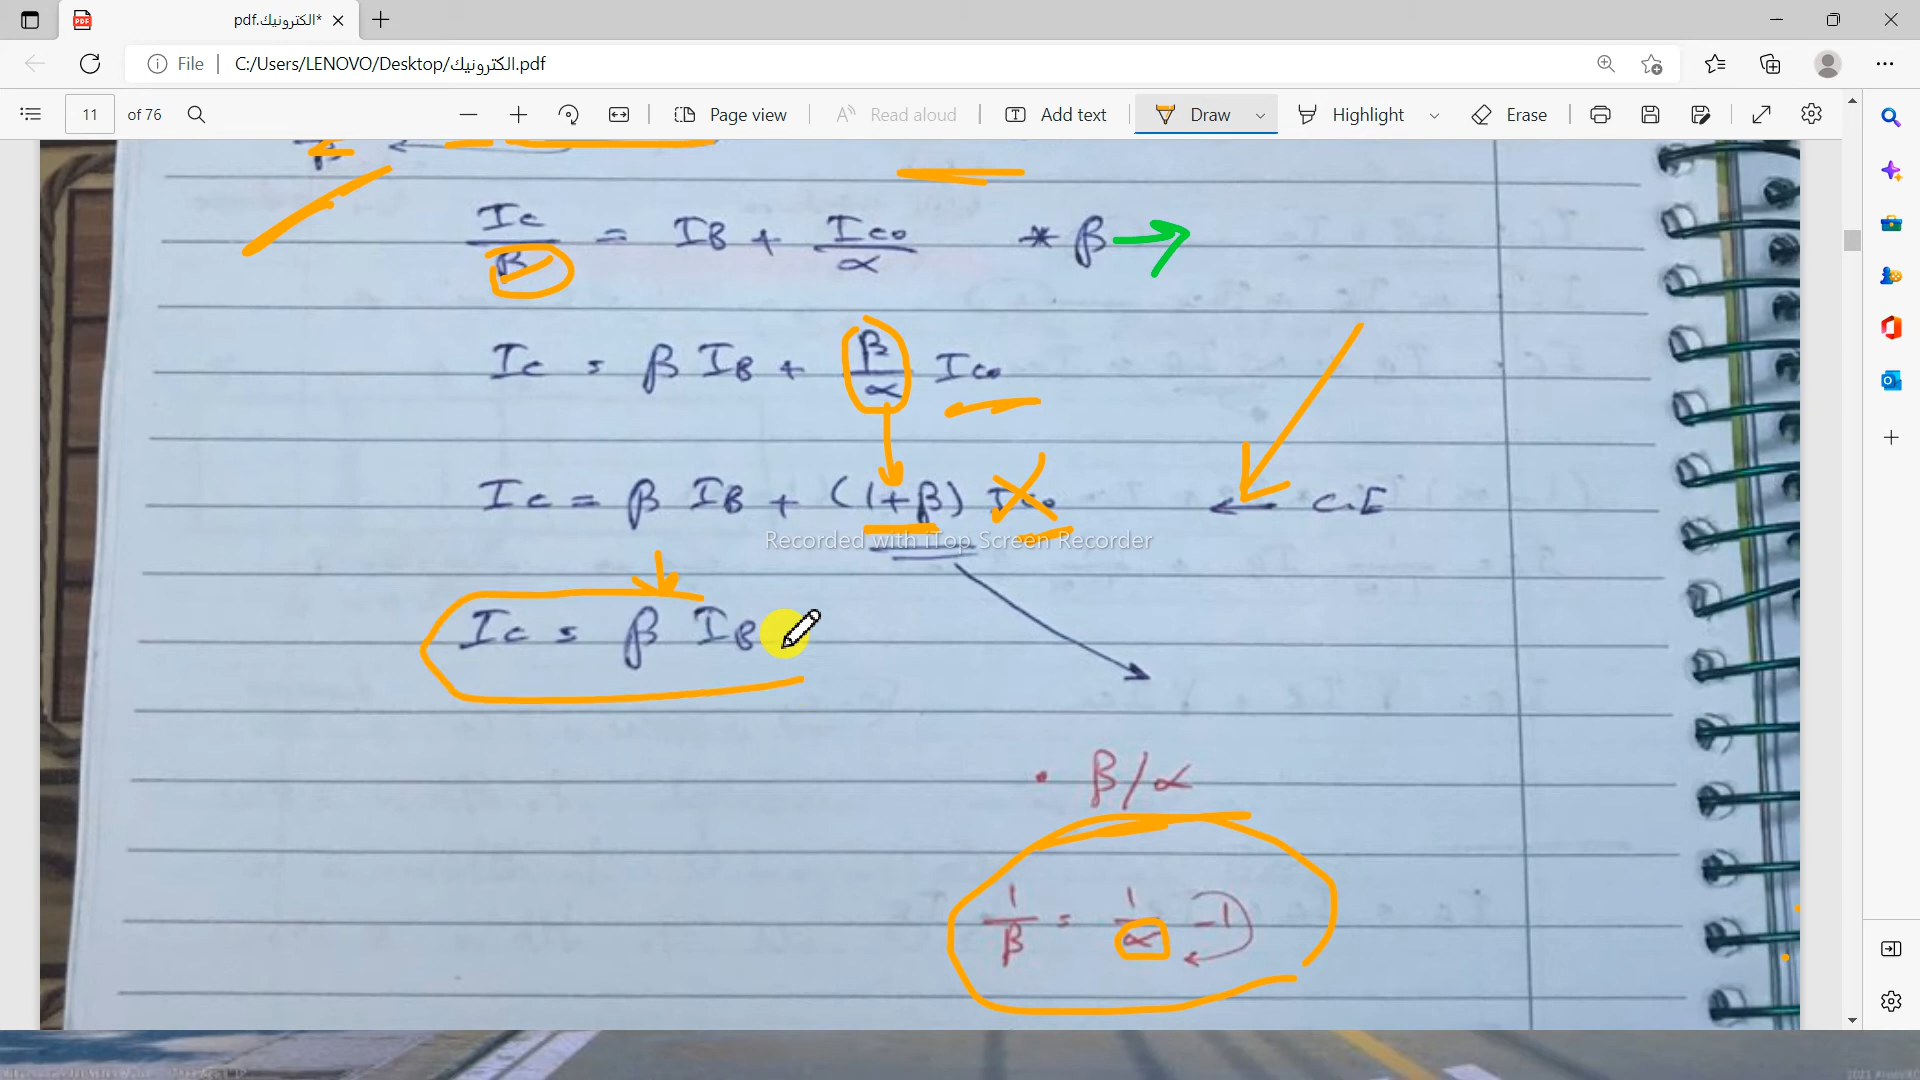 الكترونيك.pdf*
File
C:/Users/LENOVO/Desktop/الكترونيك.pdf
11 of 76
Page view
Read aloud
Add text
Draw
Highlight
Erase
β
Ic/β = IB + Ico/α * β
Ic = β IB + β/α Ico
Ic = β IB + (1+β) Ico ← C.E
Recorded with iTop Screen Recorder
Ic = β IB
• β/α
1/β = 1/α -1